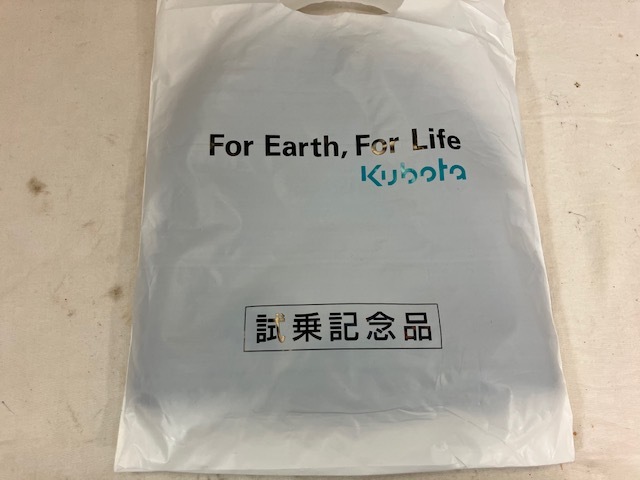 For Earth, For Life
Kubota
試乗記念品